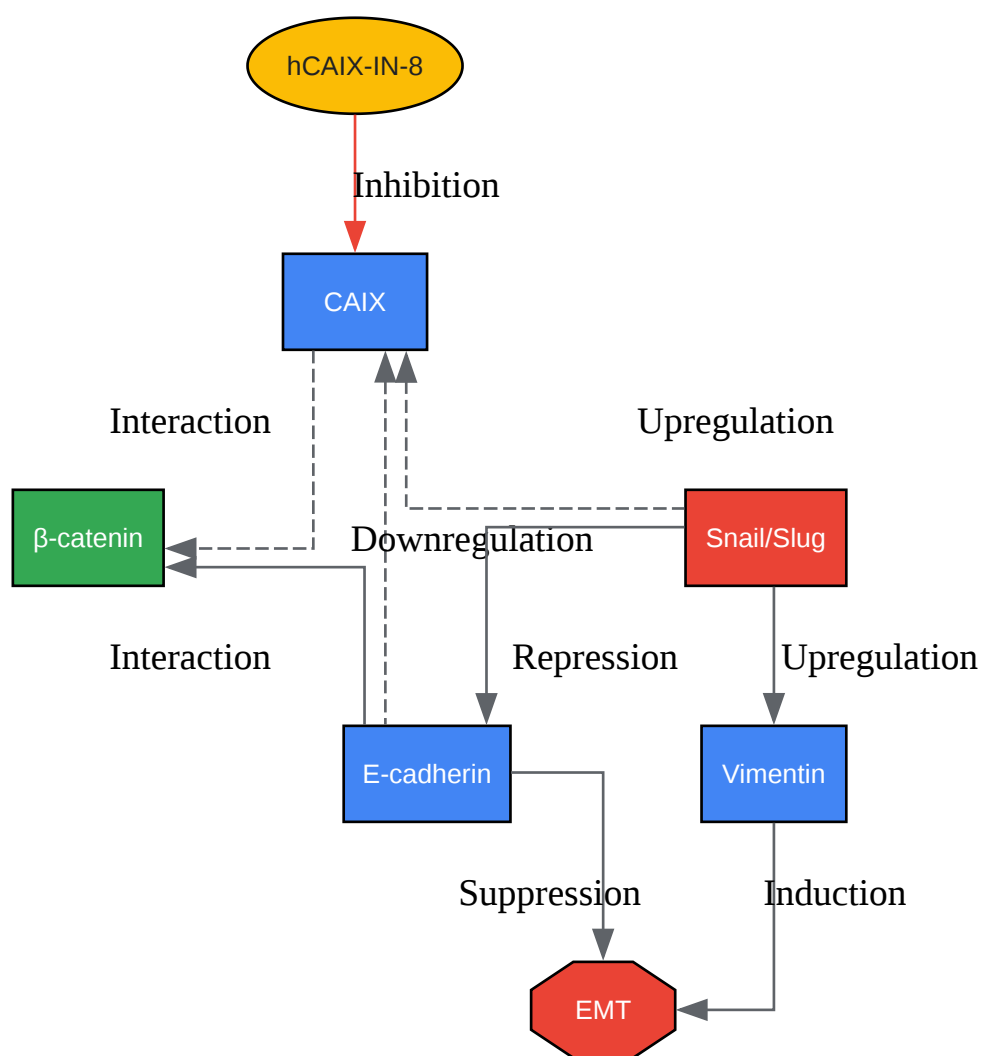 hCAIX-IN-8
Inhibition
CAIX
Interaction
Upregulation
β-catenin
Downregulation
Snail/Slug
Interaction
Repression
Upregulation
E-cadherin
Vimentin
Suppression
Induction
EMT